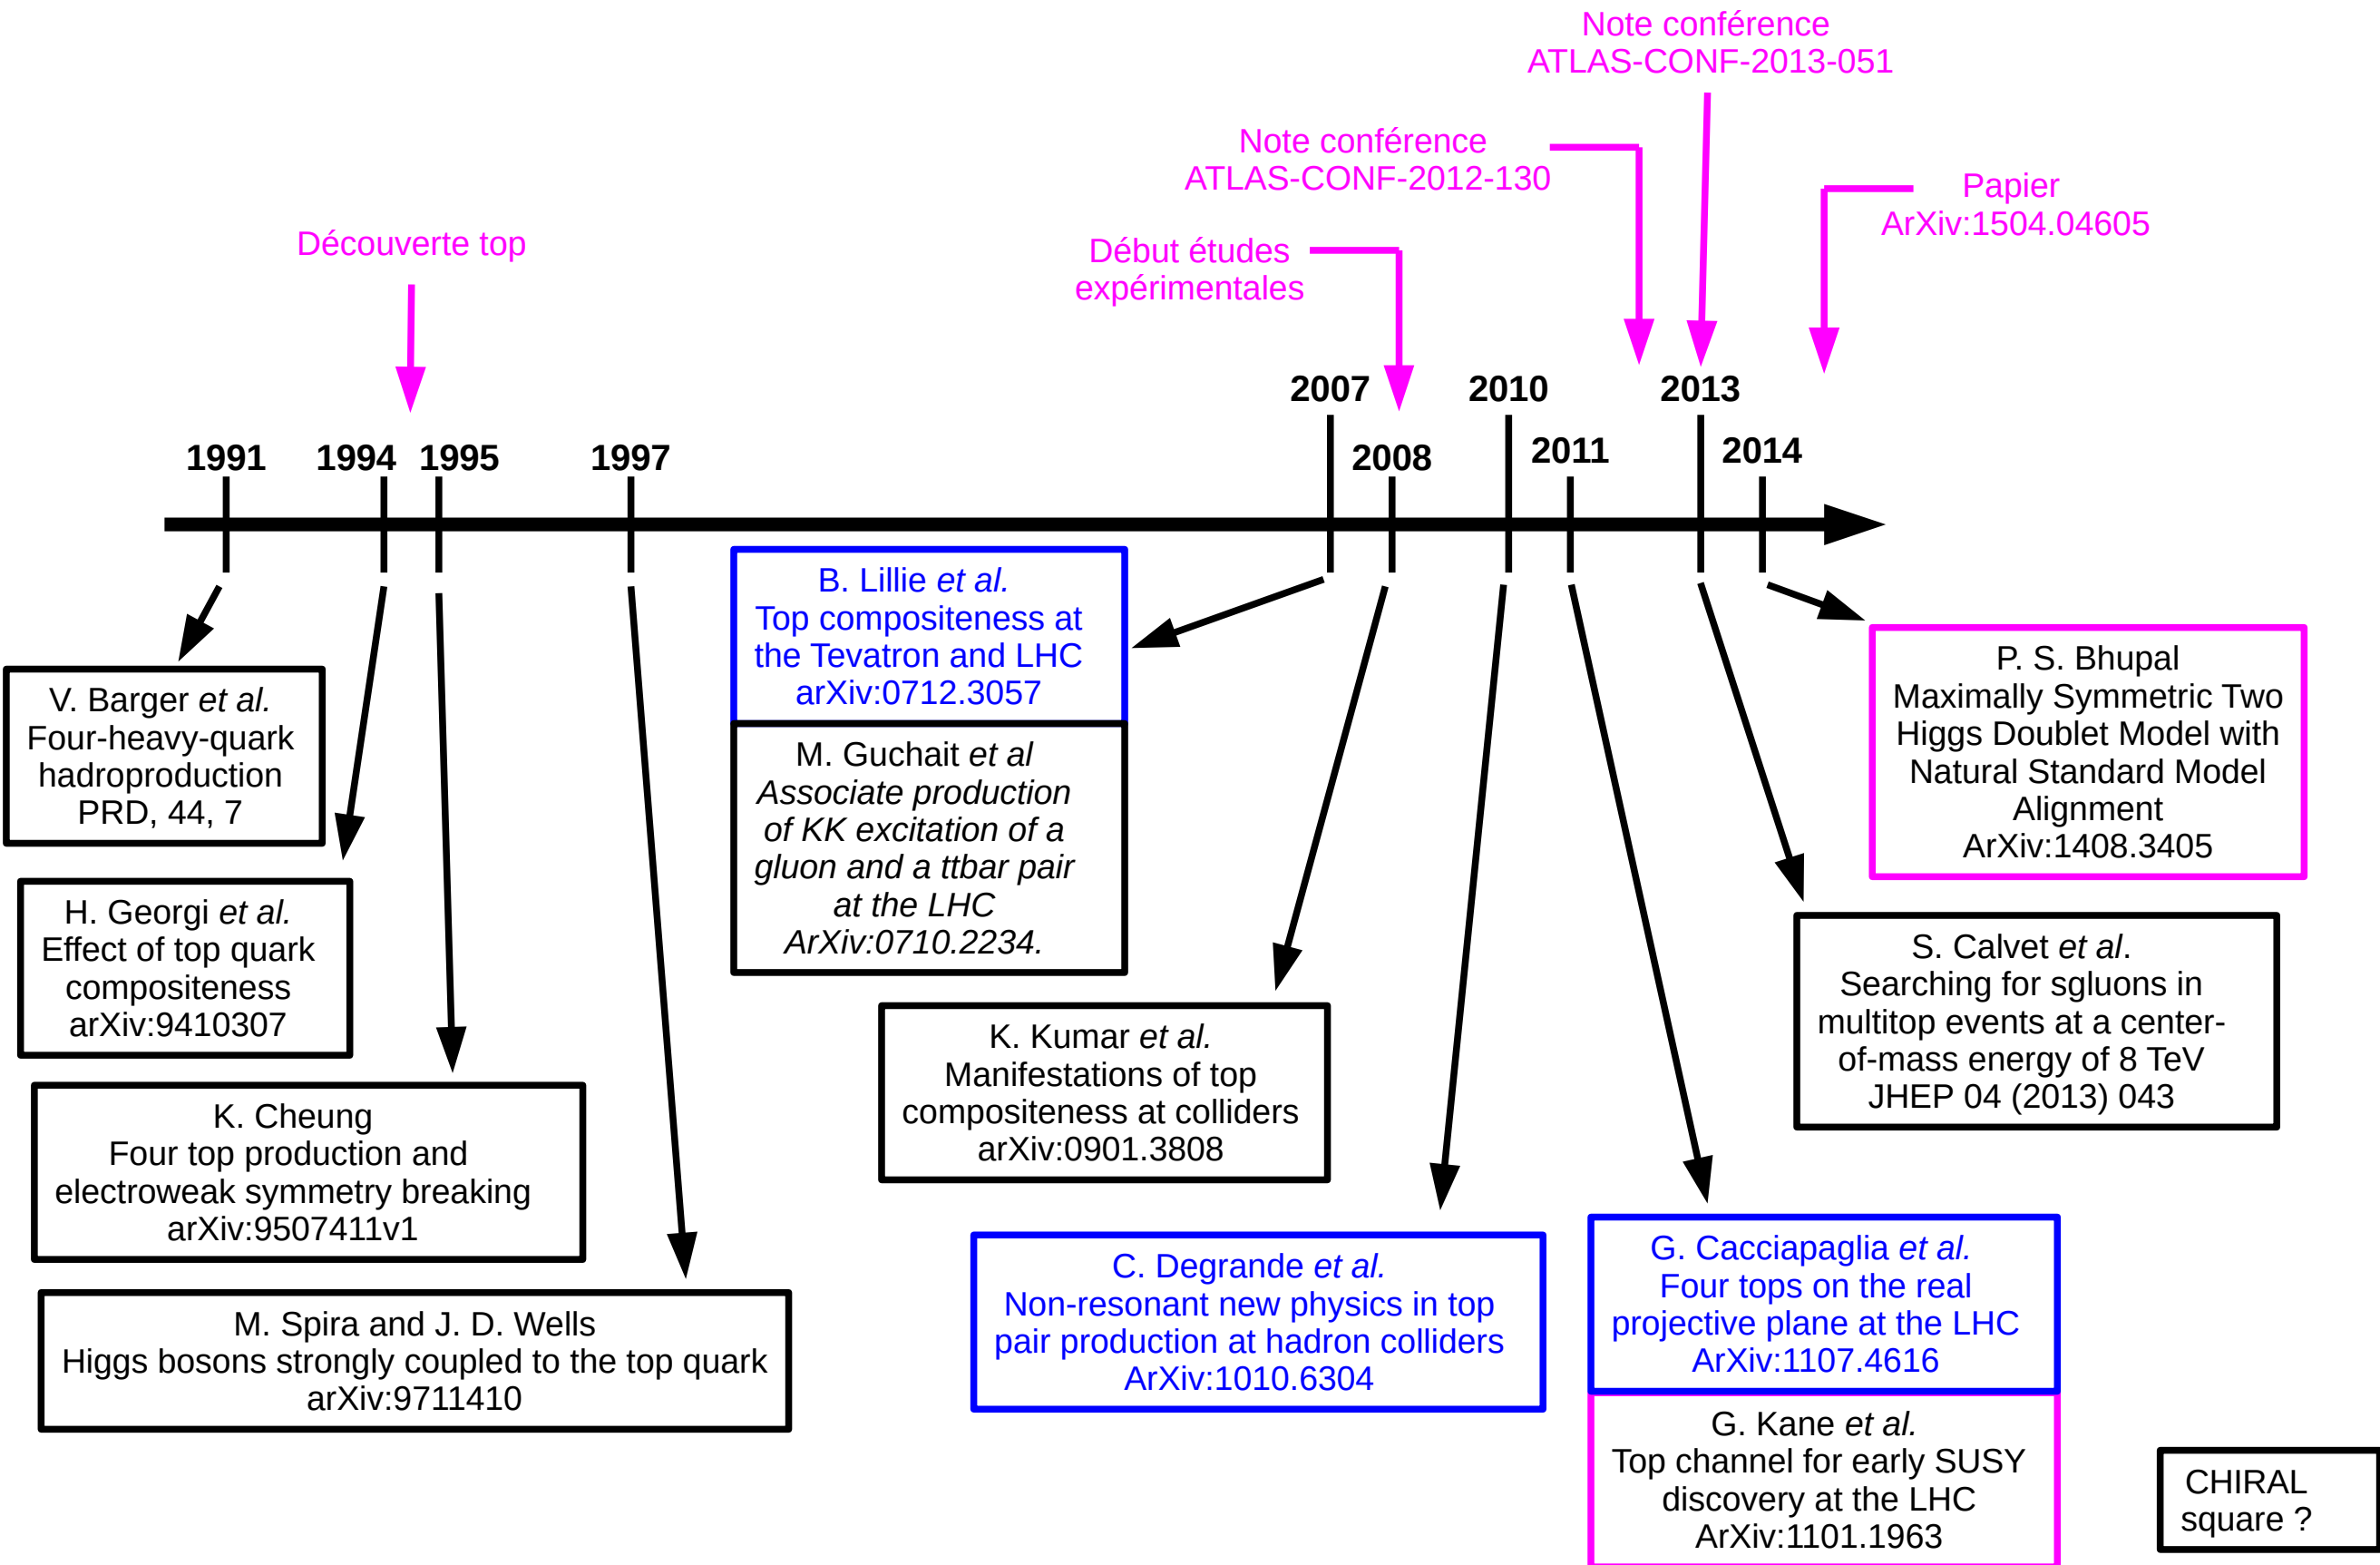 Note conférence
ATLAS-CONF-2013-051
Note conférence
ATLAS-CONF-2012-130
Papier
ArXiv:1504.04605
Découverte top
Début études
expérimentales
1991
1994
1995
1997
2007
2008
2010
2011
2013
2014
V. Barger et al.
Four-heavy-quark
hadroproduction
PRD, 44, 7
H. Georgi et al.
Effect of top quark
compositeness
arXiv:9410307
K. Cheung
Four top production and
electroweak symmetry breaking
arXiv:9507411v1
M. Spira and J. D. Wells
Higgs bosons strongly coupled to the top quark
arXiv:9711410
B. Lillie et al.
Top compositeness at
the Tevatron and LHC
arXiv:0712.3057
M. Guchait et al
Associate production
of KK excitation of a
gluon and a ttbar pair
at the LHC
ArXiv:0710.2234.
K. Kumar et al.
Manifestations of top
compositeness at colliders
arXiv:0901.3808
C. Degrande et al.
Non-resonant new physics in top
pair production at hadron colliders
ArXiv:1010.6304
G. Cacciapaglia et al.
Four tops on the real
projective plane at the LHC
ArXiv:1107.4616
G. Kane et al.
Top channel for early SUSY
discovery at the LHC
ArXiv:1101.1963
S. Calvet et al.
Searching for sgluons in
multitop events at a center-
of-mass energy of 8 TeV
JHEP 04 (2013) 043
P. S. Bhupal
Maximally Symmetric Two
Higgs Doublet Model with
Natural Standard Model
Alignment
ArXiv:1408.3405
CHIRAL
square ?